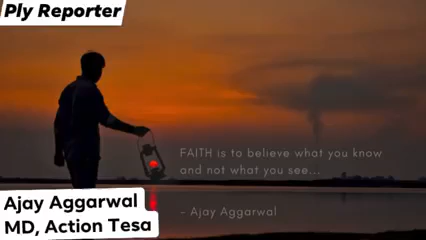 Ply Reporter
FAITH is to believe what you know
and not what you see...
- Ajay Aggarwal
Ajay Aggarwal
MD, Action Tesa